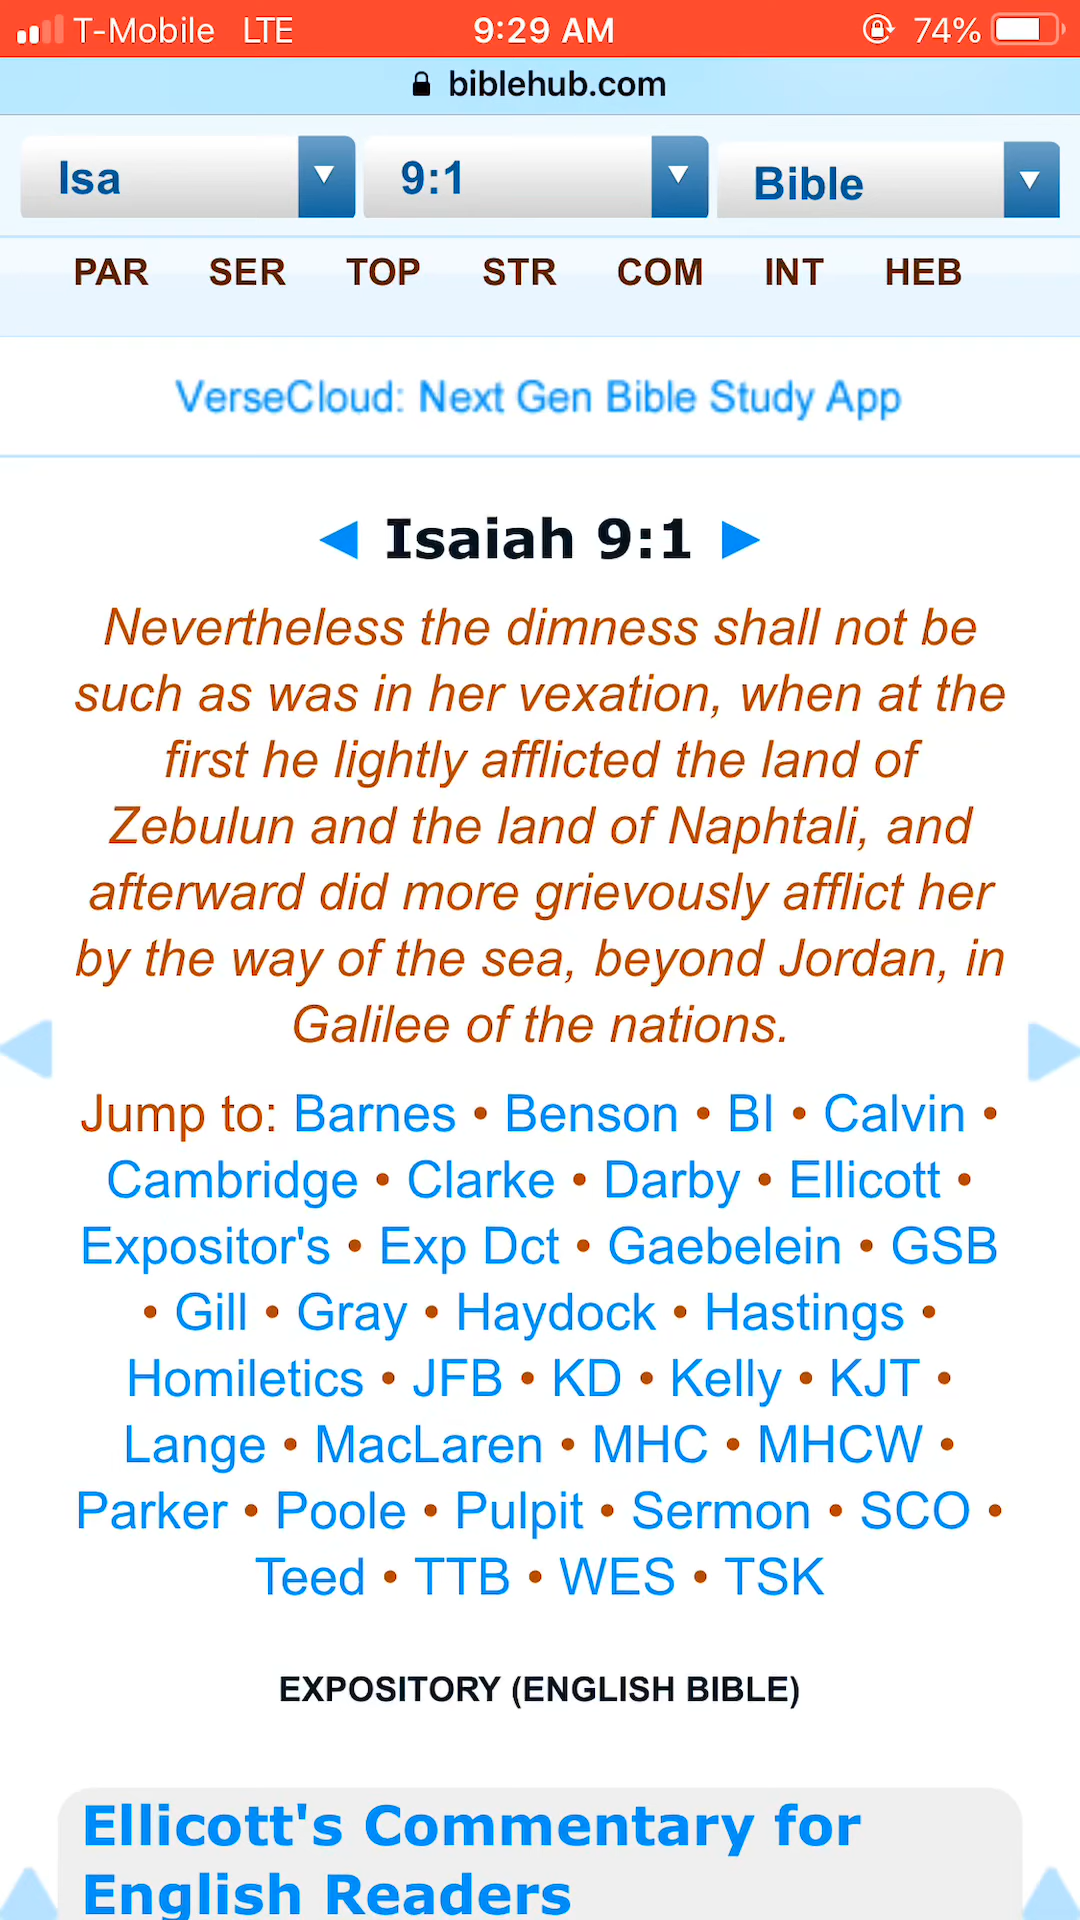 T-Mobile LTE 9:29 AM 74%
biblehub.com
Isa 9:1 Bible
PAR SER TOP STR COM INT HEB
VerseCloud: Next Gen Bible Study App
Isaiah 9:1
Nevertheless the dimness shall not be
such as was in her vexation, when at the
first he lightly afflicted the land of
Zebulun and the land of Naphtali, and
afterward did more grievously afflict her
by the way of the sea, beyond Jordan, in
Galilee of the nations.
Jump to: Barnes • Benson • BI • Calvin •
Cambridge • Clarke • Darby • Ellicott •
Expositor's • Exp Dct • Gaebelein • GSB
• Gill • Gray • Haydock • Hastings •
Homiletics • JFB • KD • Kelly • KJT •
Lange • MacLaren • MHC • MHCW •
Parker • Poole • Pulpit • Sermon • SCO •
Teed • TTB • WES • TSK
EXPOSITORY (ENGLISH BIBLE)
Ellicott's Commentary for
English Readers